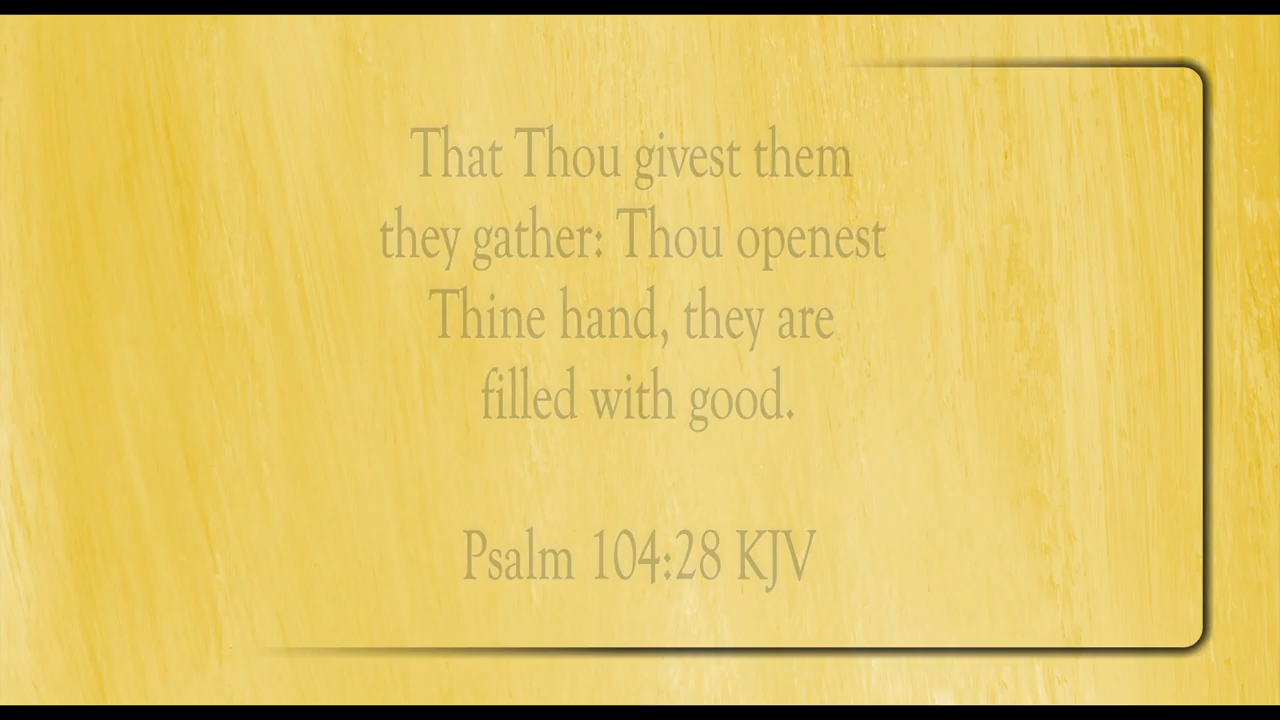 That Thou givest them
they gather: Thou openest
Thine hand, they are
filled with good.
Psalm 104:28 KJV